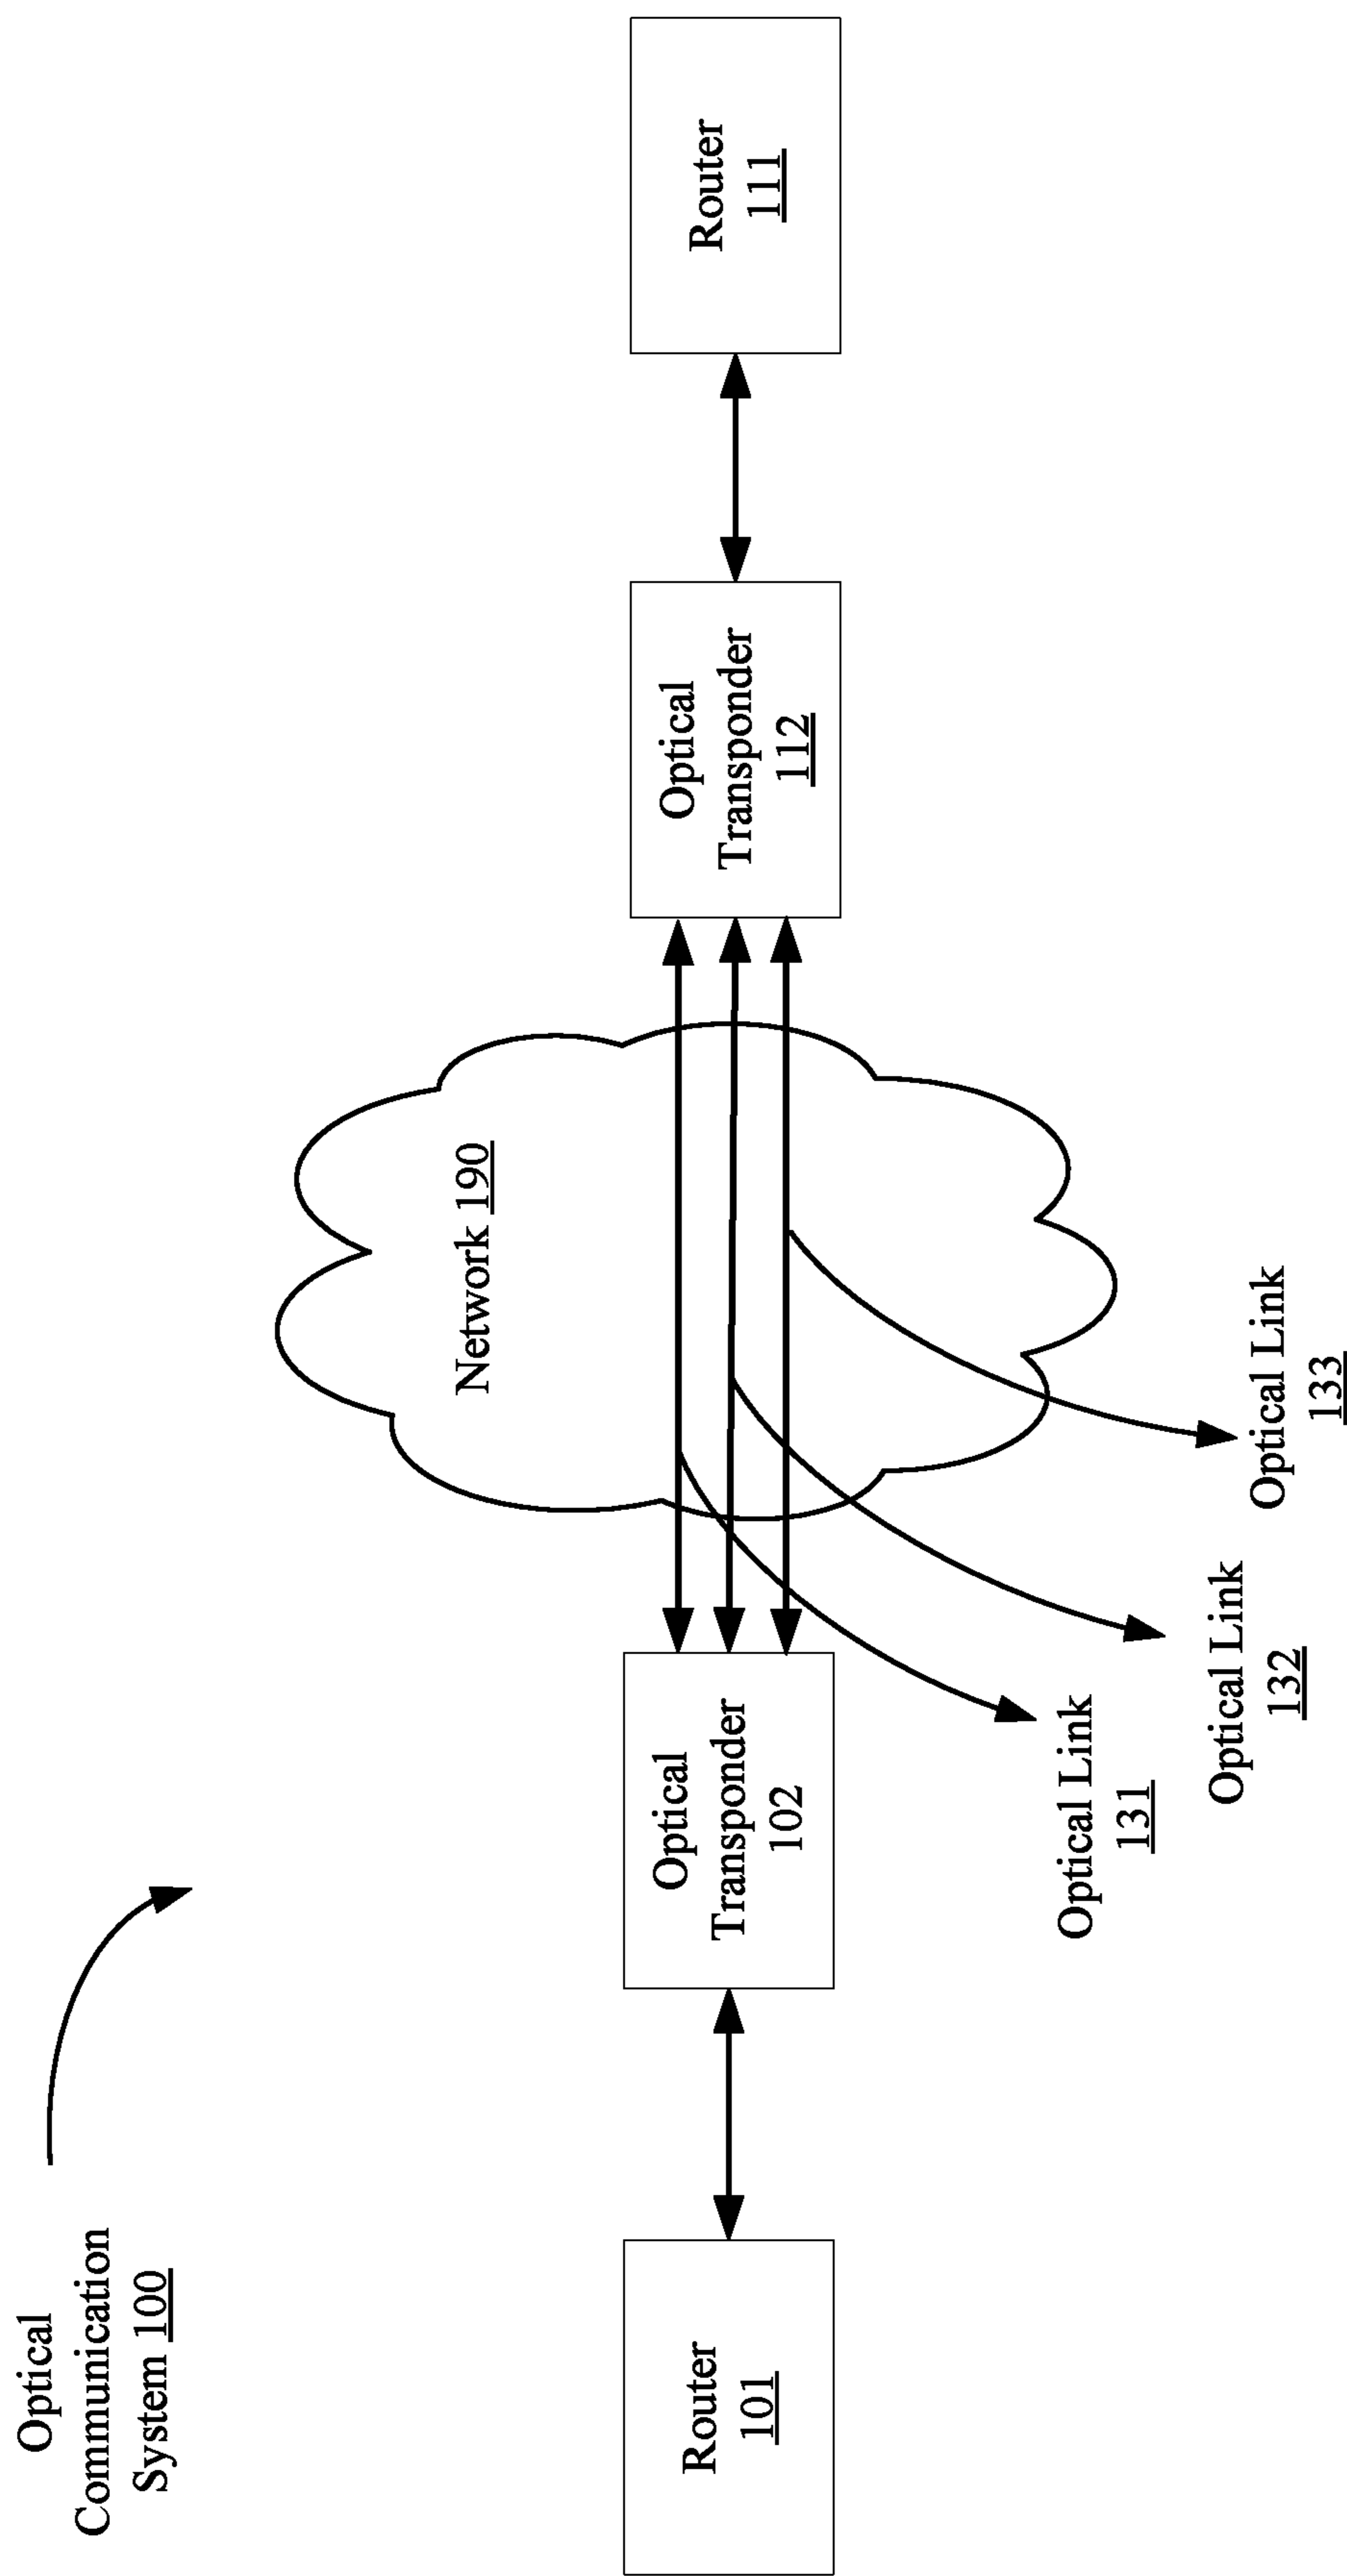 Optical
Communication
System 100
Network 190
Router
101
Optical
Transponder
102
Optical
Transponder
112
Router
111
Optical Link
131
Optical Link
132
Optical Link
133